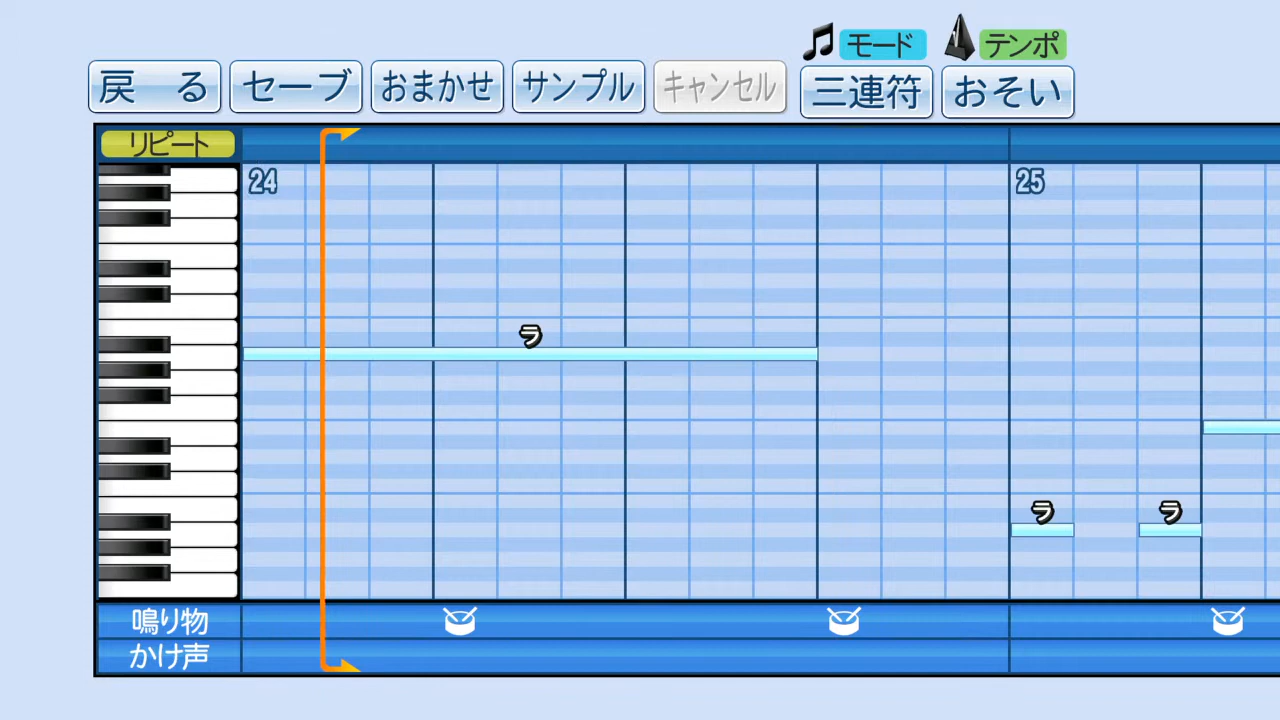 モード テンポ
戻る セーブ おまかせ サンプル キャンセル 三連符 おそい
リピート
24 25
ラ
ラ ラ
鳴り物
かけ声